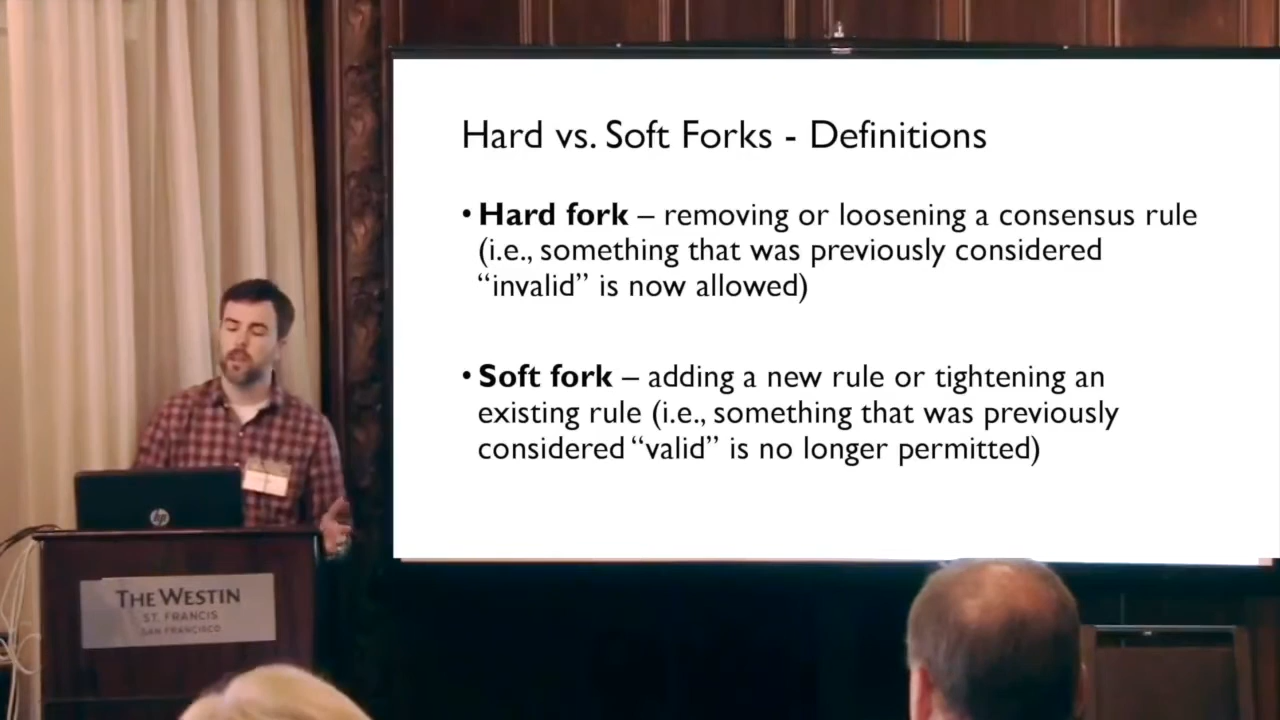 Hard vs. Soft Forks - Definitions
• Hard fork – removing or loosening a consensus rule
(i.e., something that was previously considered
“invalid” is now allowed)
• Soft fork – adding a new rule or tightening an
existing rule (i.e., something that was previously
considered “valid” is no longer permitted)
hp
THE WESTIN
ST. FRANCIS
SAN FRANCISCO